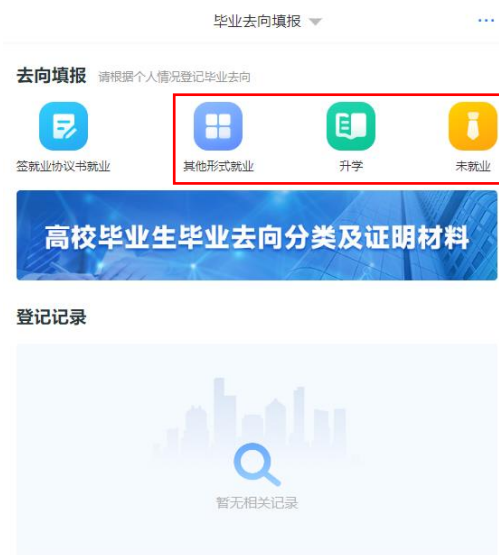 毕业去向填报
去向填报 请根据个人情况登记毕业去向
签就业协议书就业 其他形式就业 升学 未就业
高校毕业生毕业去向分类及证明材料
登记记录
暂无相关记录